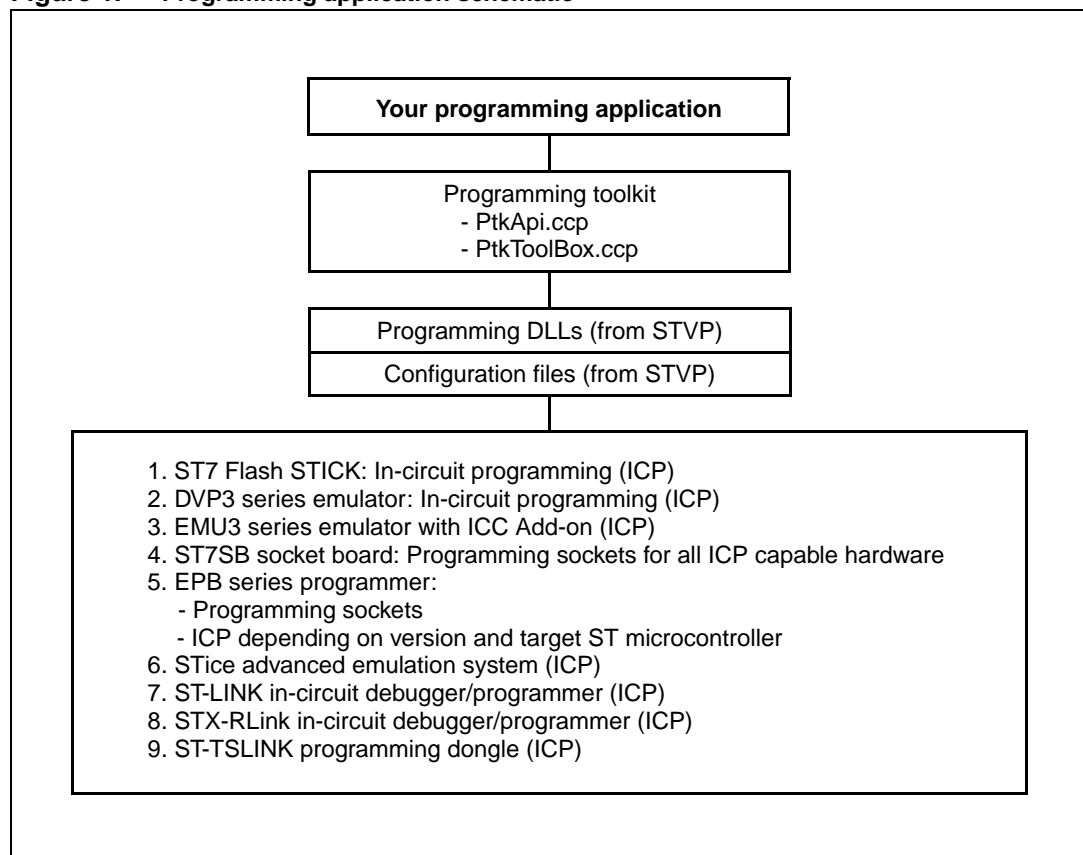 Your programming application
Programming toolkit
- PtkApi.ccp
- PtkToolBox.ccp
Programming DLLs (from STVP)
Configuration files (from STVP)
1. ST7 Flash STICK: In-circuit programming (ICP)
2. DVP3 series emulator: In-circuit programming (ICP)
3. EMU3 series emulator with ICC Add-on (ICP)
4. ST7SB socket board: Programming sockets for all ICP capable hardware
5. EPB series programmer:
- Programming sockets
- ICP depending on version and target ST microcontroller
6. STice advanced emulation system (ICP)
7. ST-LINK in-circuit debugger/programmer (ICP)
8. STX-RLink in-circuit debugger/programmer (ICP)
9. ST-TSLINK programming dongle (ICP)